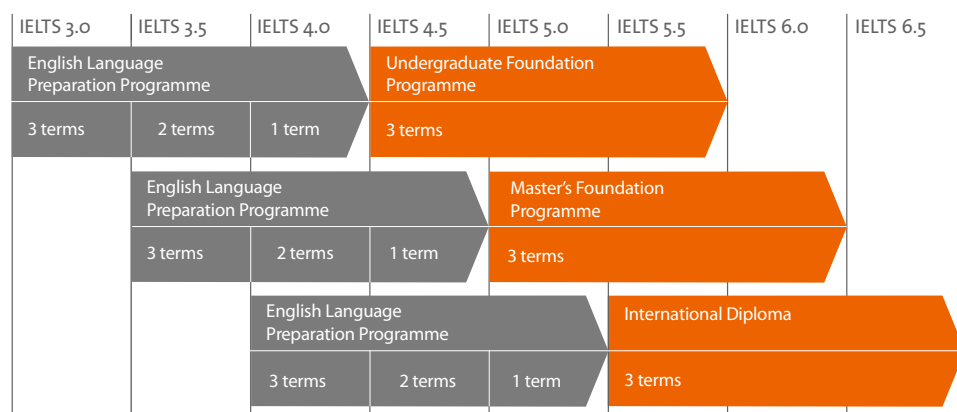 IELTS 3.0 IELTS 3.5 IELTS 4.0 IELTS 4.5 IELTS 5.0 IELTS 5.5 IELTS 6.0 IELTS 6.5
English Language
Preparation Programme
Undergraduate Foundation
Programme
3 terms 2 terms 1 term 3 terms
English Language
Preparation Programme
Master’s Foundation
Programme
3 terms 2 terms 1 term 3 terms
English Language
Preparation Programme
International Diploma
3 terms 2 terms 1 term 3 terms